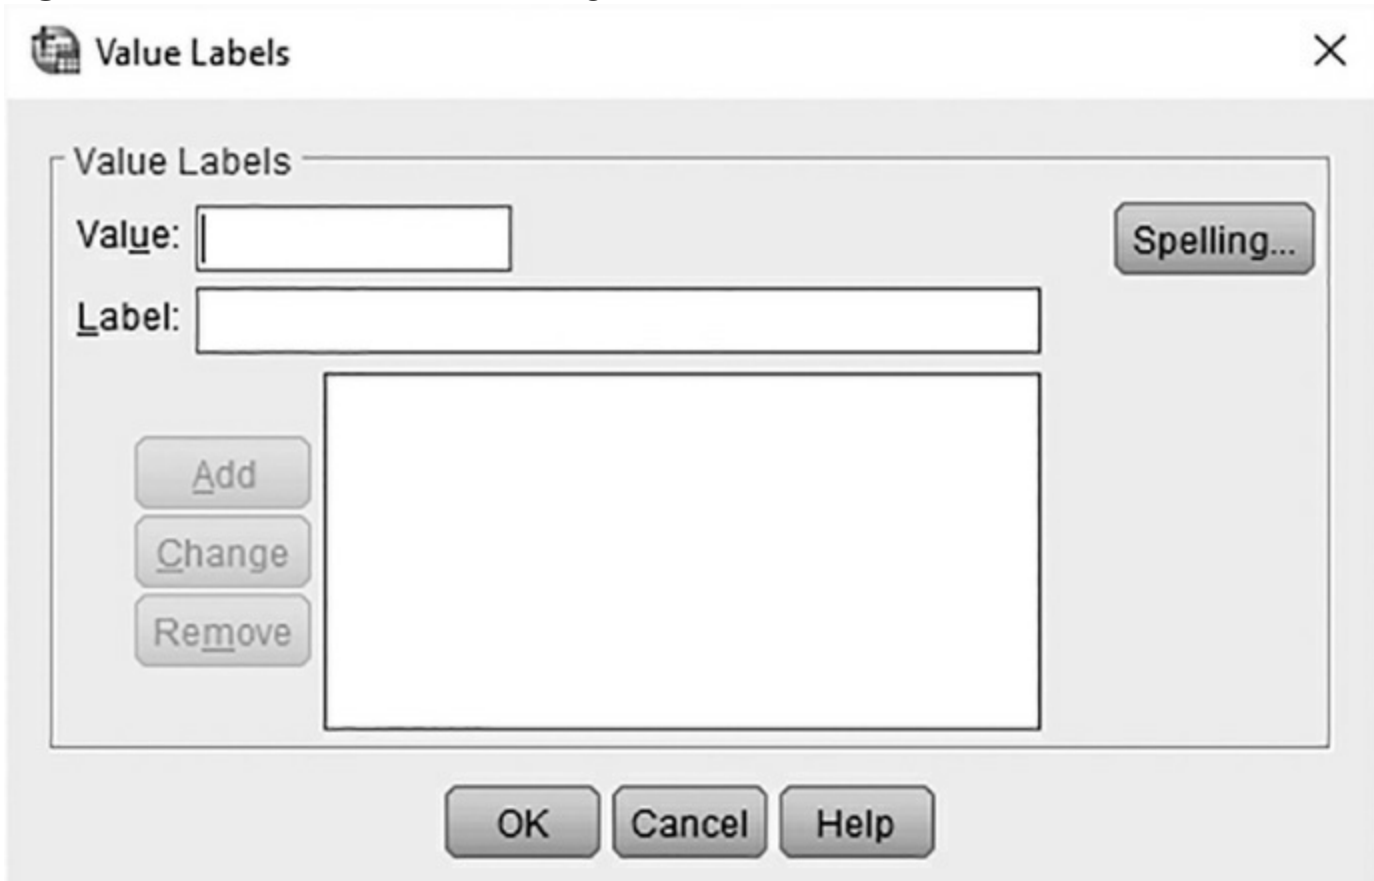 Value Labels
Value Labels
Value:
Spelling...
Label:
Add
Change
Remove
OK
Cancel
Help